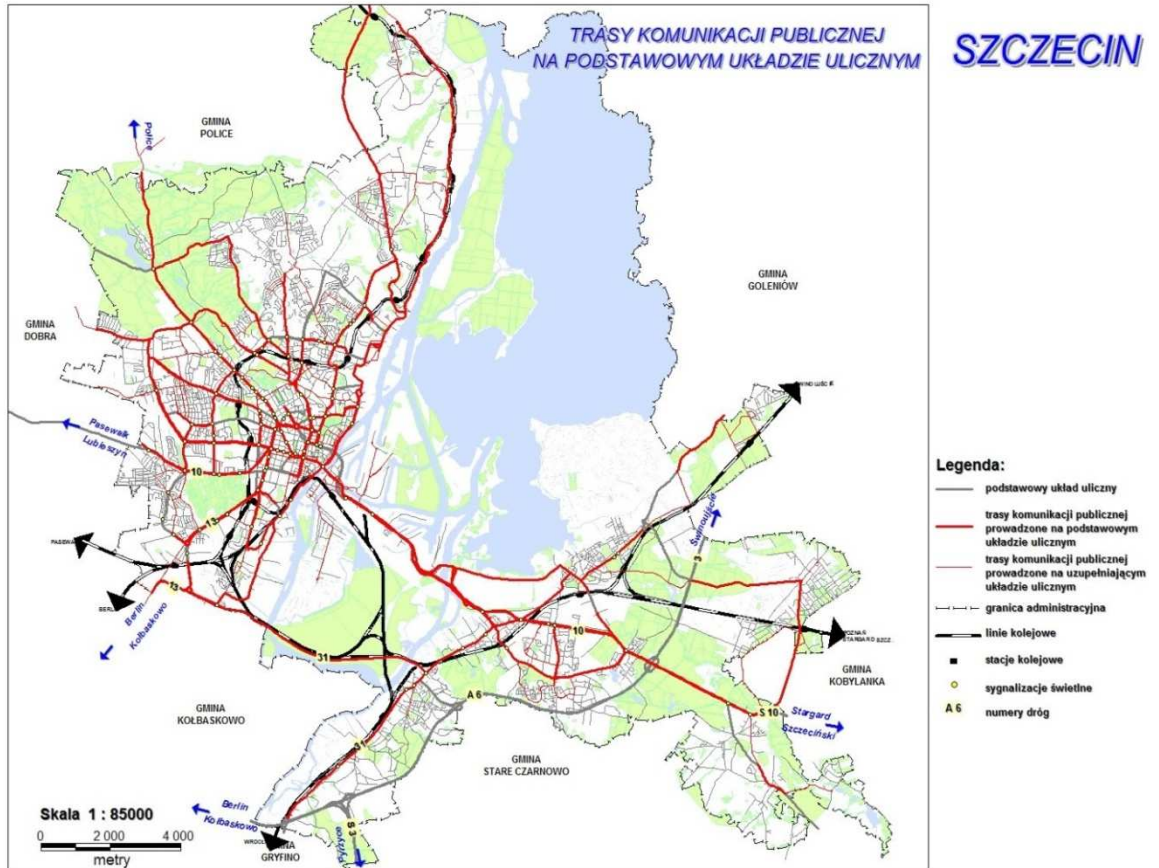 TRASY KOMUNIKACJI PUBLICZNEJ
NA PODSTAWOWYM UKŁADZIE ULICZNYM
SZCZECIN
GMINA
POLICE
Police
GMINA
GOLENIÓW
GMINA
DOBRA
Pasewalk
Lubieszyn
10
13
13
Berlin
Kołbaskowo
31
Świnoujście
3
10
GMINA
KOBYLANKA
A 6
S 10
Stargard
Szczeciński
GMINA
KOŁBASKOWO
31
GMINA
STARE CZARNOWO
Berlin
Kołbaskowo
S 3
GRYFINO
Skala 1 : 85000
0 2 000 4 000
metry
Legenda:
podstawowy układ uliczny
trasy komunikacji publicznej
prowadzone na podstawowym
układzie ulicznym
trasy komunikacji publicznej
prowadzone na uzupełniającym
układzie ulicznym
granica administracyjna
linie kolejowe
stacje kolejowe
sygnalizacje świetlne
A 6
numery dróg